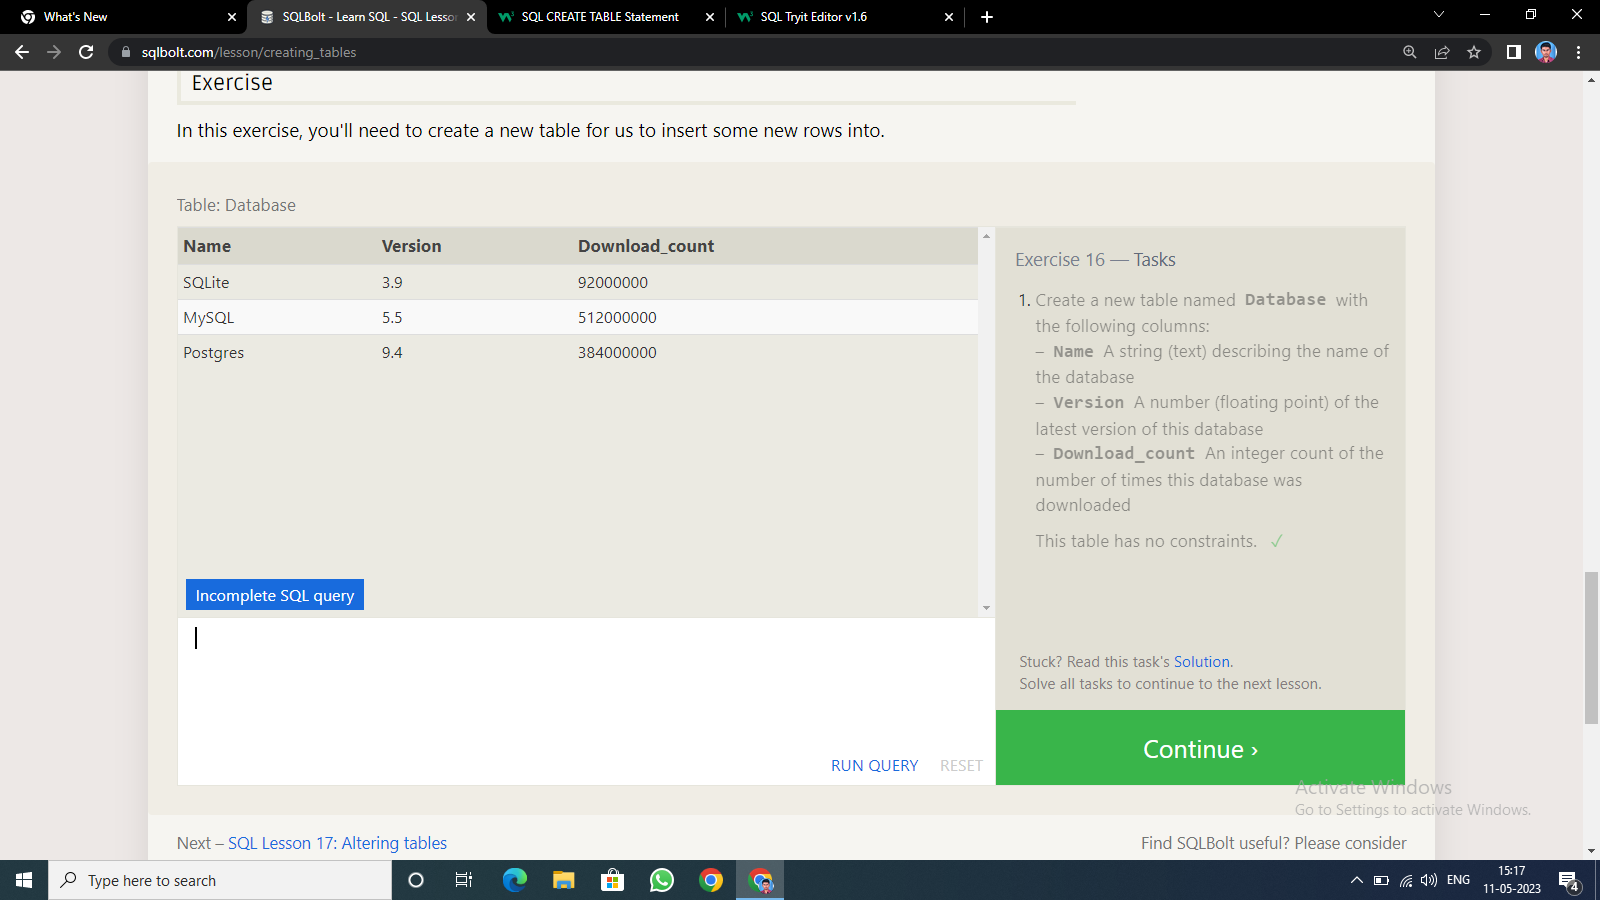 What's New
SQLBolt - Learn SQL - SQL Lesson
SQL CREATE TABLE Statement
SQL Tryit Editor v1.6
sqlbolt.com/lesson/creating_tables
Exercise
In this exercise, you'll need to create a new table for us to insert some new rows into.
Table: Database
Name Version Download_count
SQLite 3.9 92000000
MySQL 5.5 512000000
Postgres 9.4 384000000
Incomplete SQL query
RUN QUERY RESET
Exercise 16 — Tasks
1. Create a new table named Database with
the following columns:
– Name A string (text) describing the name of
the database
– Version A number (floating point) of the
latest version of this database
– Download_count An integer count of the
number of times this database was
downloaded
This table has no constraints. ✓
Stuck? Read this task's Solution.
Solve all tasks to continue to the next lesson.
Continue ›
Activate Windows
Go to Settings to activate Windows.
Next – SQL Lesson 17: Altering tables
Find SQLBolt useful? Please consider
Type here to search
ENG
15:17
11-05-2023
4